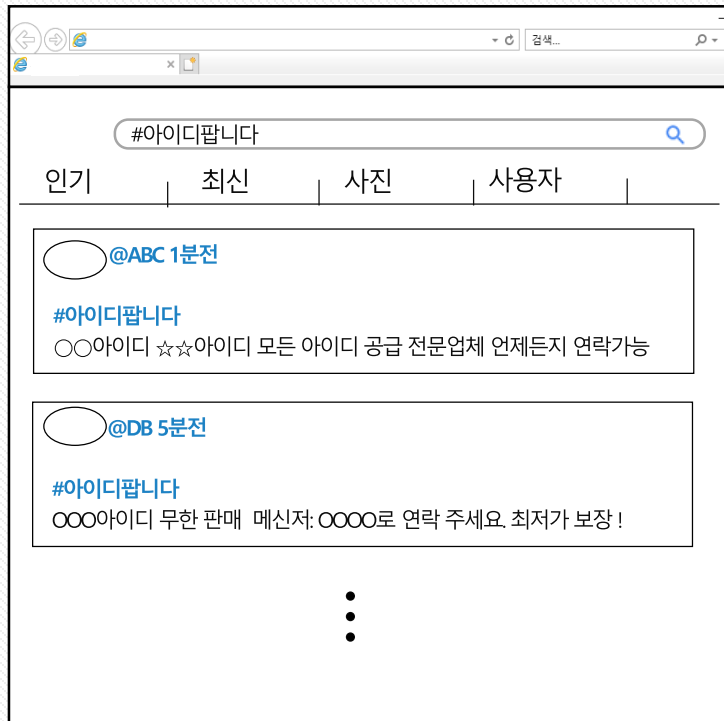 검색...
#아이디팝니다
인기 최신 사진 사용자
@ABC 1분전
#아이디팝니다
○○아이디 ☆☆아이디 모든 아이디 공급 전문업체 언제든지 연락가능
@DB 5분전
#아이디팝니다
OOO아이디 무한 판매 메신저: OOOO로 연락 주세요. 최저가 보장 !